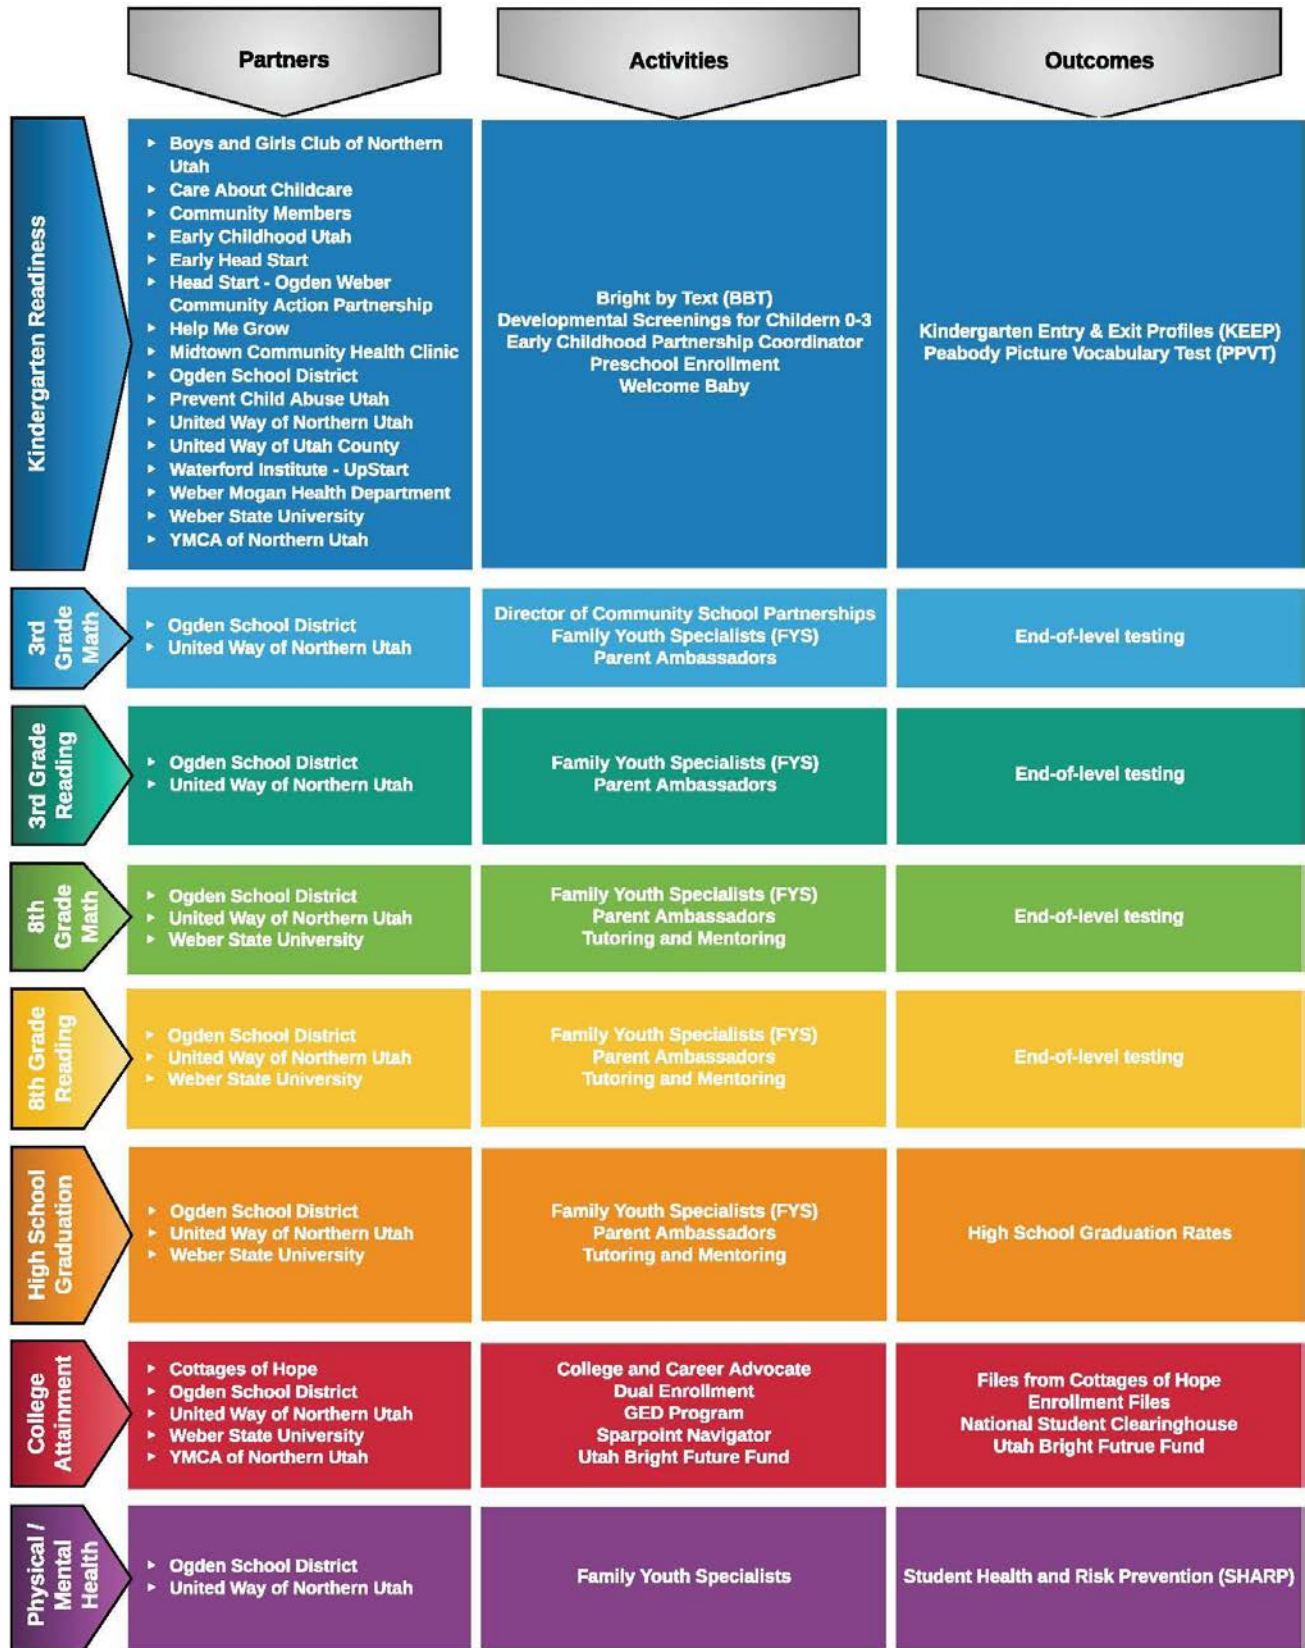 Partners
Activities
Outcomes
Kindergarten Readiness
Boys and Girls Club of Northern
Utah
Care About Childcare
Community Members
Early Childhood Utah
Early Head Start
Head Start - Ogden Weber
Community Action Partnership
Help Me Grow
Midtown Community Health Clinic
Ogden School District
Prevent Child Abuse Utah
United Way of Northern Utah
United Way of Utah County
Waterford Institute - UpStart
Weber Mogan Health Department
Weber State University
YMCA of Northern Utah
Bright by Text (BBT)
Developmental Screenings for Childern 0-3
Early Childhood Partnership Coordinator
Preschool Enrollment
Welcome Baby
Kindergarten Entry & Exit Profiles (KEEP)
Peabody Picture Vocabulary Test (PPVT)
3rd
Grade
Math
Ogden School District
United Way of Northern Utah
Director of Community School Partnerships
Family Youth Specialists (FYS)
Parent Ambassadors
End-of-level testing
3rd Grade
Reading
Ogden School District
United Way of Northern Utah
Family Youth Specialists (FYS)
Parent Ambassadors
End-of-level testing
8th
Grade
Math
Ogden School District
United Way of Northern Utah
Weber State University
Family Youth Specialists (FYS)
Parent Ambassadors
Tutoring and Mentoring
End-of-level testing
8th Grade
Reading
Ogden School District
United Way of Northern Utah
Weber State University
Family Youth Specialists (FYS)
Parent Ambassadors
Tutoring and Mentoring
End-of-level testing
High School
Graduation
Ogden School District
United Way of Northern Utah
Weber State University
Family Youth Specialists (FYS)
Parent Ambassadors
Tutoring and Mentoring
High School Graduation Rates
College
Attainment
Cottages of Hope
Ogden School District
United Way of Northern Utah
Weber State University
YMCA of Northern Utah
College and Career Advocate
Dual Enrollment
GED Program
Sparpoint Navigator
Utah Bright Future Fund
Files from Cottages of Hope
Enrollment Files
National Student Clearinghouse
Utah Bright Futrue Fund
Physical /
Mental
Health
Ogden School District
United Way of Northern Utah
Family Youth Specialists
Student Health and Risk Prevention (SHARP)